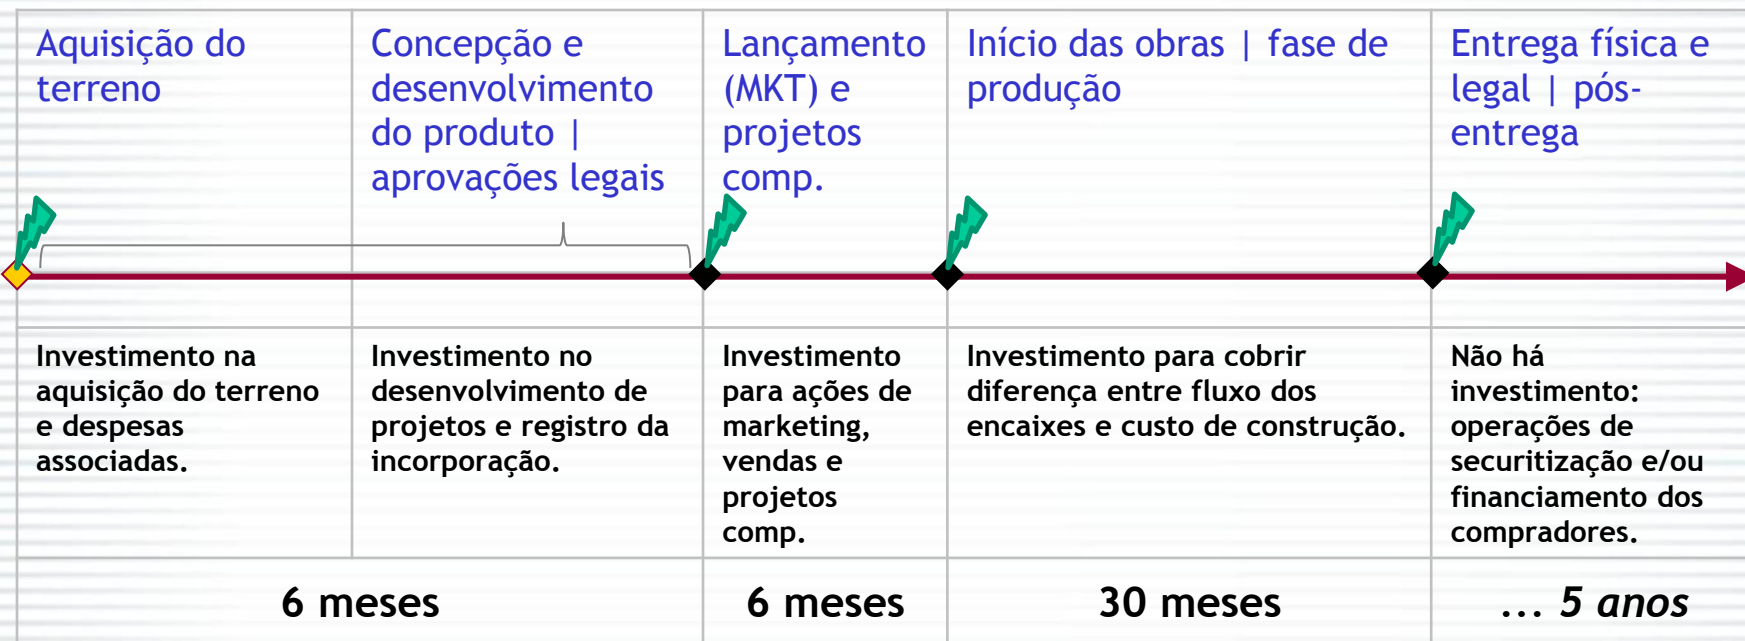 Aquisição do
terreno
Concepção e
desenvolvimento
do produto |
aprovações legais
Lançamento
(MKT) e
projetos
comp.
Início das obras | fase de
produção
Entrega física e
legal | pós-
entrega
Investimento na
aquisição do terreno
e despesas
associadas.
Investimento no
desenvolvimento de
projetos e registro da
incorporação.
Investimento
para ações de
marketing,
vendas e
projetos
comp.
Investimento para cobrir
diferença entre fluxo dos
encaixes e custo de construção.
Não há
investimento:
operações de
securitização e/ou
financiamento dos
compradores.
6 meses
6 meses
30 meses
... 5 anos